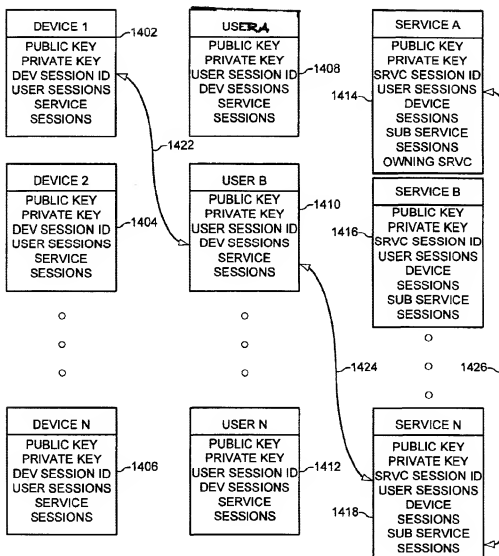 DEVICE 1
PUBLIC KEY
PRIVATE KEY
DEV SESSION ID
USER SESSIONS
SERVICE
SESSIONS
1402
USER A
PUBLIC KEY
PRIVATE KEY
USER SESSION ID
DEV SESSIONS
SERVICE
SESSIONS
1408
SERVICE A
PUBLIC KEY
PRIVATE KEY
SRVC SESSION ID
USER SESSIONS
DEVICE
SESSIONS
SUB SERVICE
SESSIONS
OWNING SRVC
1414
1422
DEVICE 2
PUBLIC KEY
PRIVATE KEY
DEV SESSION ID
USER SESSIONS
SERVICE
SESSIONS
1404
USER B
PUBLIC KEY
PRIVATE KEY
USER SESSION ID
DEV SESSIONS
SERVICE
SESSIONS
1410
SERVICE B
PUBLIC KEY
PRIVATE KEY
SRVC SESSION ID
USER SESSIONS
DEVICE
SESSIONS
SUB SERVICE
SESSIONS
1416
1424
1426
DEVICE N
PUBLIC KEY
PRIVATE KEY
DEV SESSION ID
USER SESSIONS
SERVICE
SESSIONS
1406
USER N
PUBLIC KEY
PRIVATE KEY
USER SESSION ID
DEV SESSIONS
SERVICE
SESSIONS
1412
SERVICE N
PUBLIC KEY
PRIVATE KEY
SRVC SESSION ID
USER SESSIONS
DEVICE
SESSIONS
SUB SERVICE
SESSIONS
1418